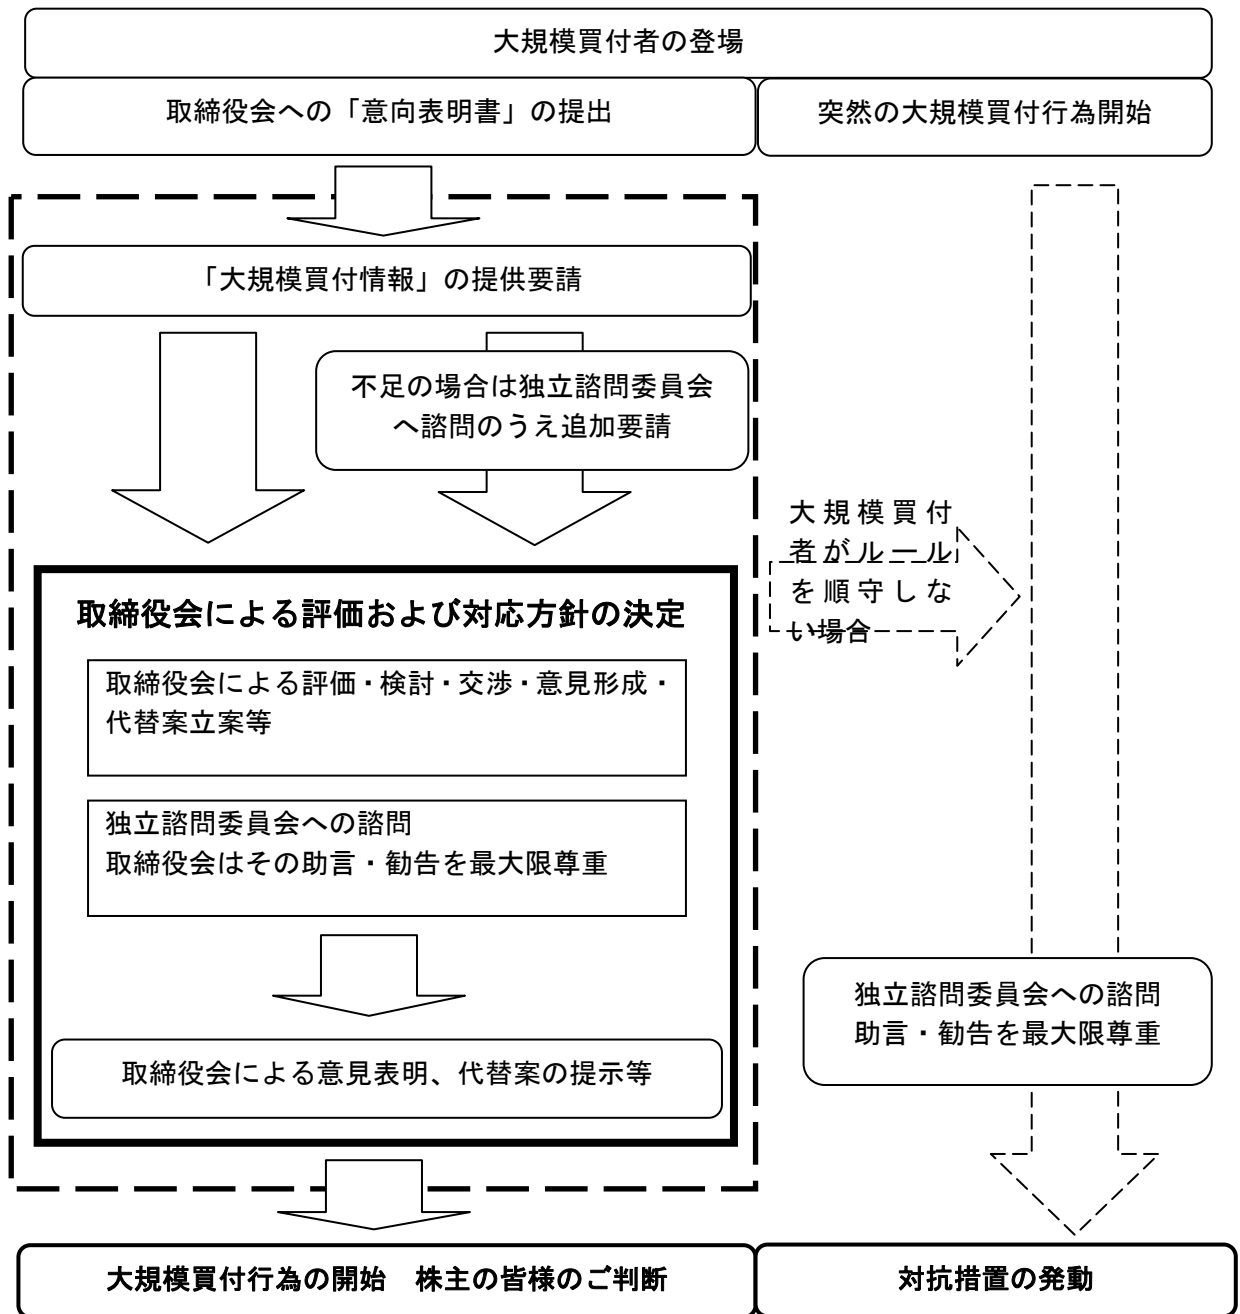 大規模買付者の登場
取締役会への「意向表明書」の提出
突然の大規模買付行為開始
「大規模買付情報」の提供要請
不足の場合は独立諮問委員会
へ諮問のうえ追加要請
大規模買付
者がルール
を順守しな
い場合
取締役会による評価および対応方針の決定
取締役会による評価・検討・交渉・意見形成・
代替案立案等
独立諮問委員会への諮問
取締役会はその助言・勧告を最大限尊重
独立諮問委員会への諮問
助言・勧告を最大限尊重
取締役会による意見表明、代替案の提示等
大規模買付行為の開始　株主の皆様のご判断
対抗措置の発動